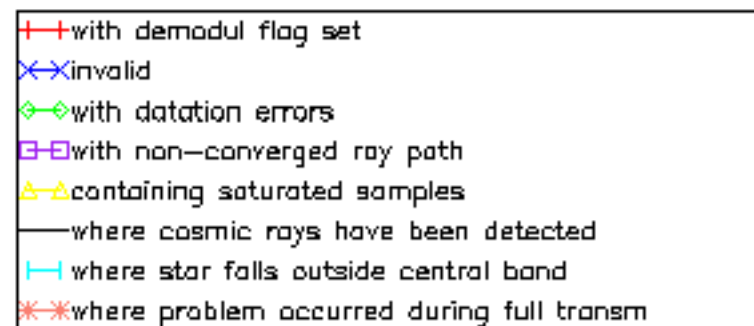 with demodul flag set
invalid
with datation errors
with non-converged ray path
containing saturated samples
where cosmic rays have been detected
where star falls outside central band
where problem occurred during full transm